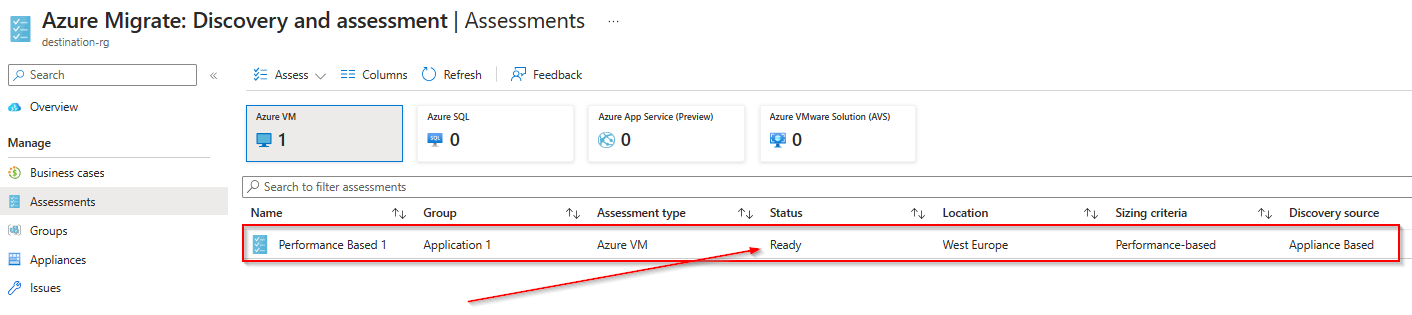 Azure Migrate: Discovery and assessment | Assessments ...
destination-rg
Search «
Overview
Manage
Business cases
Assessments
Groups
Appliances
Issues
Assess Columns Refresh Feedback
Azure VM
1
Azure SQL
SQL 0
Azure App Service (Preview)
0
Azure VMware Solution (AVS)
0
Search to filter assessments
Name Group Assessment type Status Location Sizing criteria Discovery source
Performance Based 1 Application 1 Azure VM Ready West Europe Performance-based Appliance Based